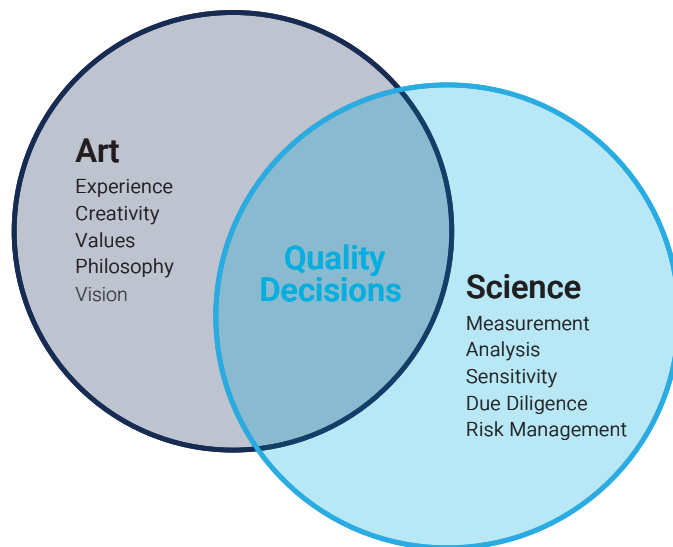 Art
Experience
Creativity
Values
Philosophy
Vision
Quality
Decisions
Science
Measurement
Analysis
Sensitivity
Due Diligence
Risk Management